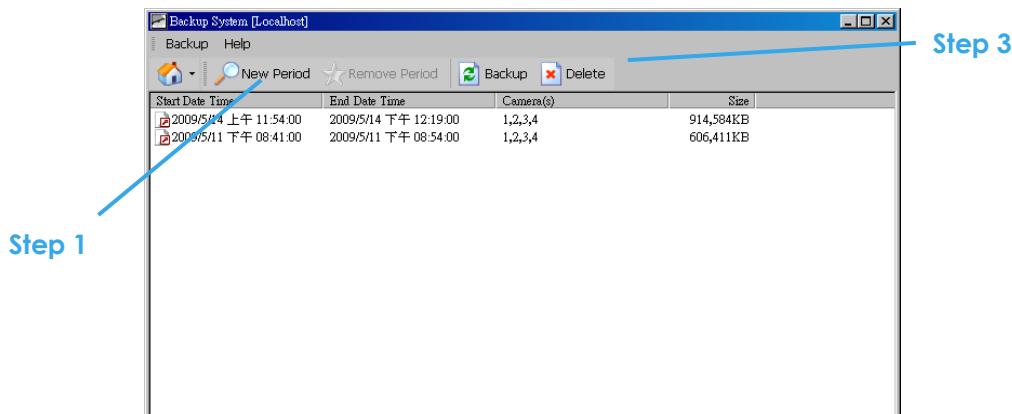 Backup System [Localhost]
Backup Help
Step 3
New Period Remove Period Backup Delete
Start Date Time End Date Time Camera(s) Size
2009/5/14 上午 11:54:00 2009/5/14 下午 12:19:00 1,2,3,4 914,584KB
2009/5/11 下午 08:41:00 2009/5/11 下午 08:54:00 1,2,3,4 606,411KB
Step 1